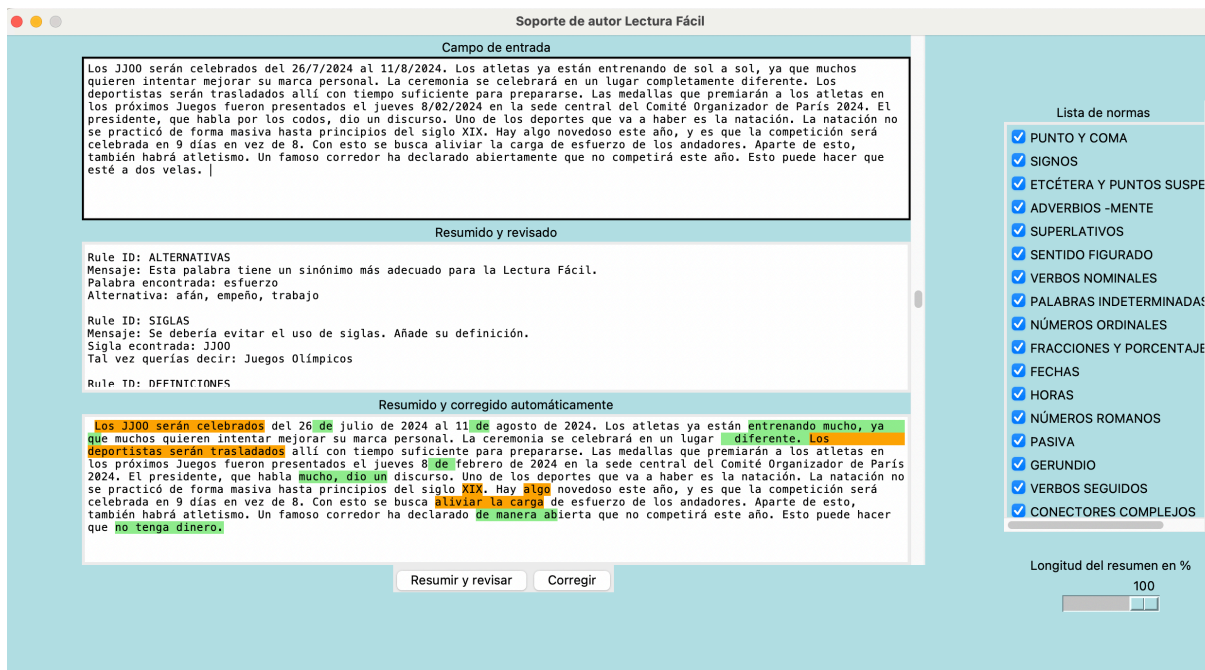 Soporte de autor Lectura Fácil
Campo de entrada
Los JJOO serán celebrados del 26/7/2024 al 11/8/2024. Los atletas ya están entrenando de sol a sol, ya que muchos
quieren intentar mejorar su marca personal. La ceremonia se celebrará en un lugar completamente diferente. Los
deportistas serán trasladados allí con tiempo suficiente para prepararse. Las medallas que premiarán a los atletas en
los próximos Juegos fueron presentados el jueves 8/02/2024 en la sede central del Comité Organizador de París 2024. El
presidente, que habla por los codos, dio un discurso. Uno de los deportes que va a haber es la natación. La natación no
se practicó de forma masiva hasta principios del siglo XIX. Hay algo novedoso este año, y es que la competición será
celebrada en 9 días en vez de 8. Con esto se busca aliviar la carga de esfuerzo de los andadores. Aparte de esto,
también habrá atletismo. Un famoso corredor ha declarado abiertamente que no competirá este año. Esto puede hacer que
esté a dos velas.
Resumido y revisado
Rule ID: ALTERNATIVAS
Mensaje: Esta palabra tiene un sinónimo más adecuado para la Lectura Fácil.
Palabra encontrada: esfuerzo
Alternativa: afán, empeño, trabajo
Rule ID: SIGLAS
Mensaje: Se debería evitar el uso de siglas. Añade su definición.
Sigla econtrada: JJOO
Tal vez querías decir: Juegos Olímpicos
Rule ID: DEFINICIONES
Resumido y corregido automáticamente
Los JJOO serán celebrados del 26 de julio de 2024 al 11 de agosto de 2024. Los atletas ya están entrenando mucho, ya
que muchos quieren intentar mejorar su marca personal. La ceremonia se celebrará en un lugar diferente. Los
deportistas serán trasladados allí con tiempo suficiente para prepararse. Las medallas que premiarán a los atletas en
los próximos Juegos fueron presentados el jueves 8 de febrero de 2024 en la sede central del Comité Organizador de París
2024. El presidente, que habla mucho, dio un discurso. Uno de los deportes que va a haber es la natación. La natación no
se practicó de forma masiva hasta principios del siglo XIX. Hay algo novedoso este año, y es que la competición será
celebrada en 9 días en vez de 8. Con esto se busca aliviar la carga de esfuerzo de los andadores. Aparte de esto,
también habrá atletismo. Un famoso corredor ha declarado de manera abierta que no competirá este año. Esto puede hacer
que no tenga dinero.
Resumir y revisar
Corregir
Lista de normas
PUNTO Y COMA
SIGNOS
ETCÉTERA Y PUNTOS SUSPE
ADVERBIOS -MENTE
SUPERLATIVOS
SENTIDO FIGURADO
VERBOS NOMINALES
PALABRAS INDETERMINADAS
NÚMEROS ORDINALES
FRACCIONES Y PORCENTAJE
FECHAS
HORAS
NÚMEROS ROMANOS
PASIVA
GERUNDIO
VERBOS SEGUIDOS
CONECTORES COMPLEJOS
Longitud del resumen en %
100